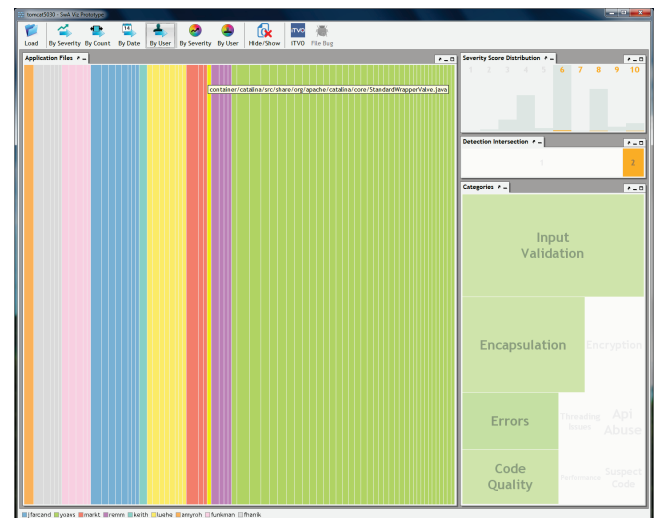 tomcat5030 - SwA Viz Prototype
ITVO
Load By Severity By Count By Date By User By Severity By User Hide/Show ITVO File Bug
Application Files
Severity Score Distribution
1 2 3 4 5 6 7 8 9 10
container/catalina/src/share/org/apache/catalina/core/StandardWrapperValve.java
Detection Intersection
1 2
Categories
Input
Validation
Encapsulation Encryption
Errors
Threading
Issues
Api
Abuse
Code
Quality
Performance
Suspect
Code
jfarcand yoavs markt remm keith luehe amyroh funkman fhanik